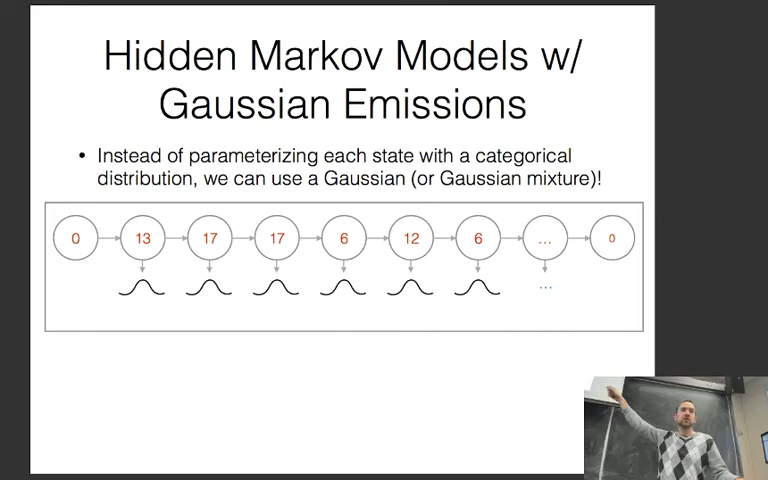 Hidden Markov Models w/
Gaussian Emissions
• Instead of parameterizing each state with a categorical
distribution, we can use a Gaussian (or Gaussian mixture)!
0 13 17 17 6 12 6 ... 0
...